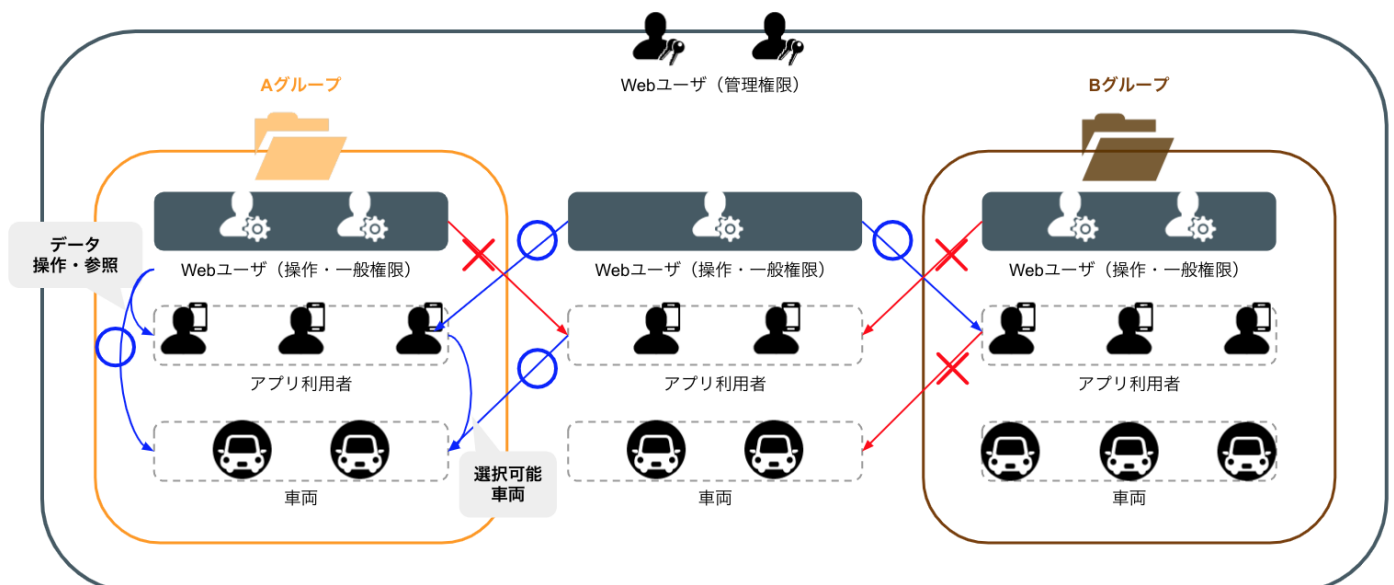 Webユーザ（管理権限）
Aグループ
Bグループ
データ
操作・参照
Webユーザ（操作・一般権限）
Webユーザ（操作・一般権限）
Webユーザ（操作・一般権限）
アプリ利用者
アプリ利用者
アプリ利用者
選択可能
車両
車両
車両
車両